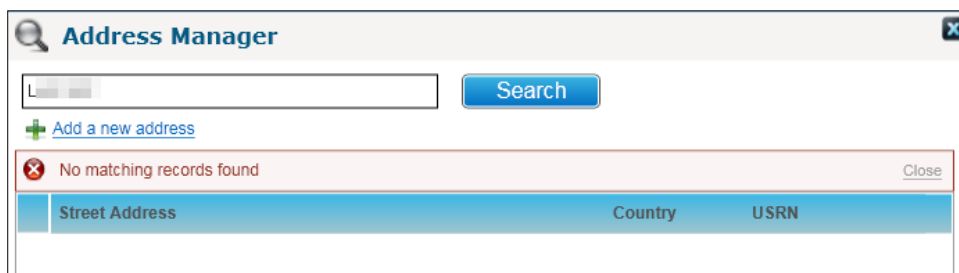 Address Manager
Search
Add a new address
No matching records found
Close
Street Address Country USRN